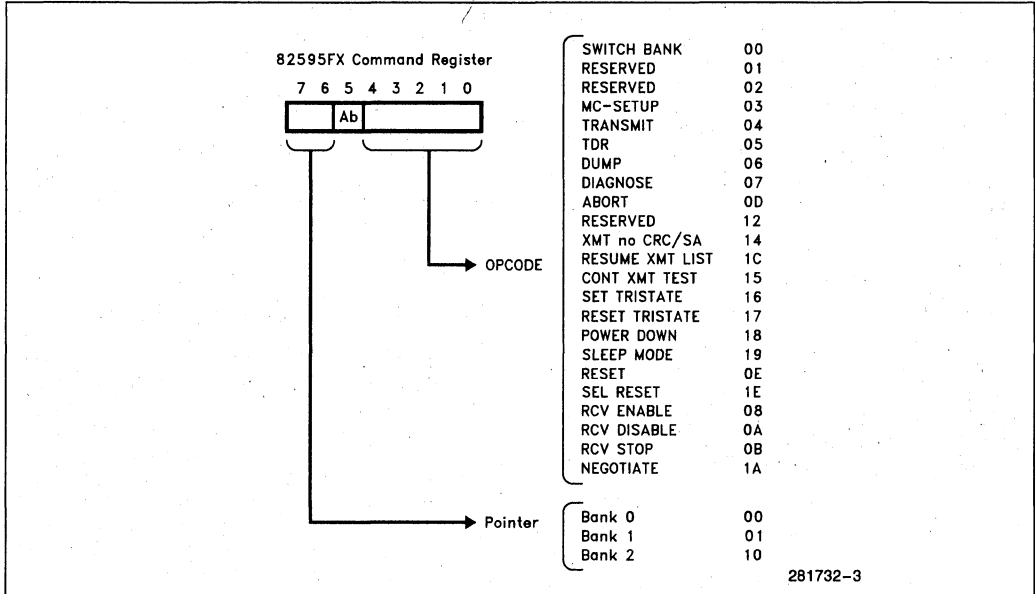 82595FX Command Register
7 6 5 4 3 2 1 0
Ab
OPCODE
SWITCH BANK 00
RESERVED 01
RESERVED 02
MC-SETUP 03
TRANSMIT 04
TDR 05
DUMP 06
DIAGNOSE 07
ABORT 0D
RESERVED 12
XMT no CRC/SA 14
RESUME XMT LIST 1C
CONT XMT TEST 15
SET TRISTATE 16
RESET TRISTATE 17
POWER DOWN 18
SLEEP MODE 19
RESET 0E
SEL RESET 1E
RCV ENABLE 08
RCV DISABLE 0A
RCV STOP 0B
NEGOTIATE 1A
Pointer
Bank 0 00
Bank 1 01
Bank 2 10
281732-3